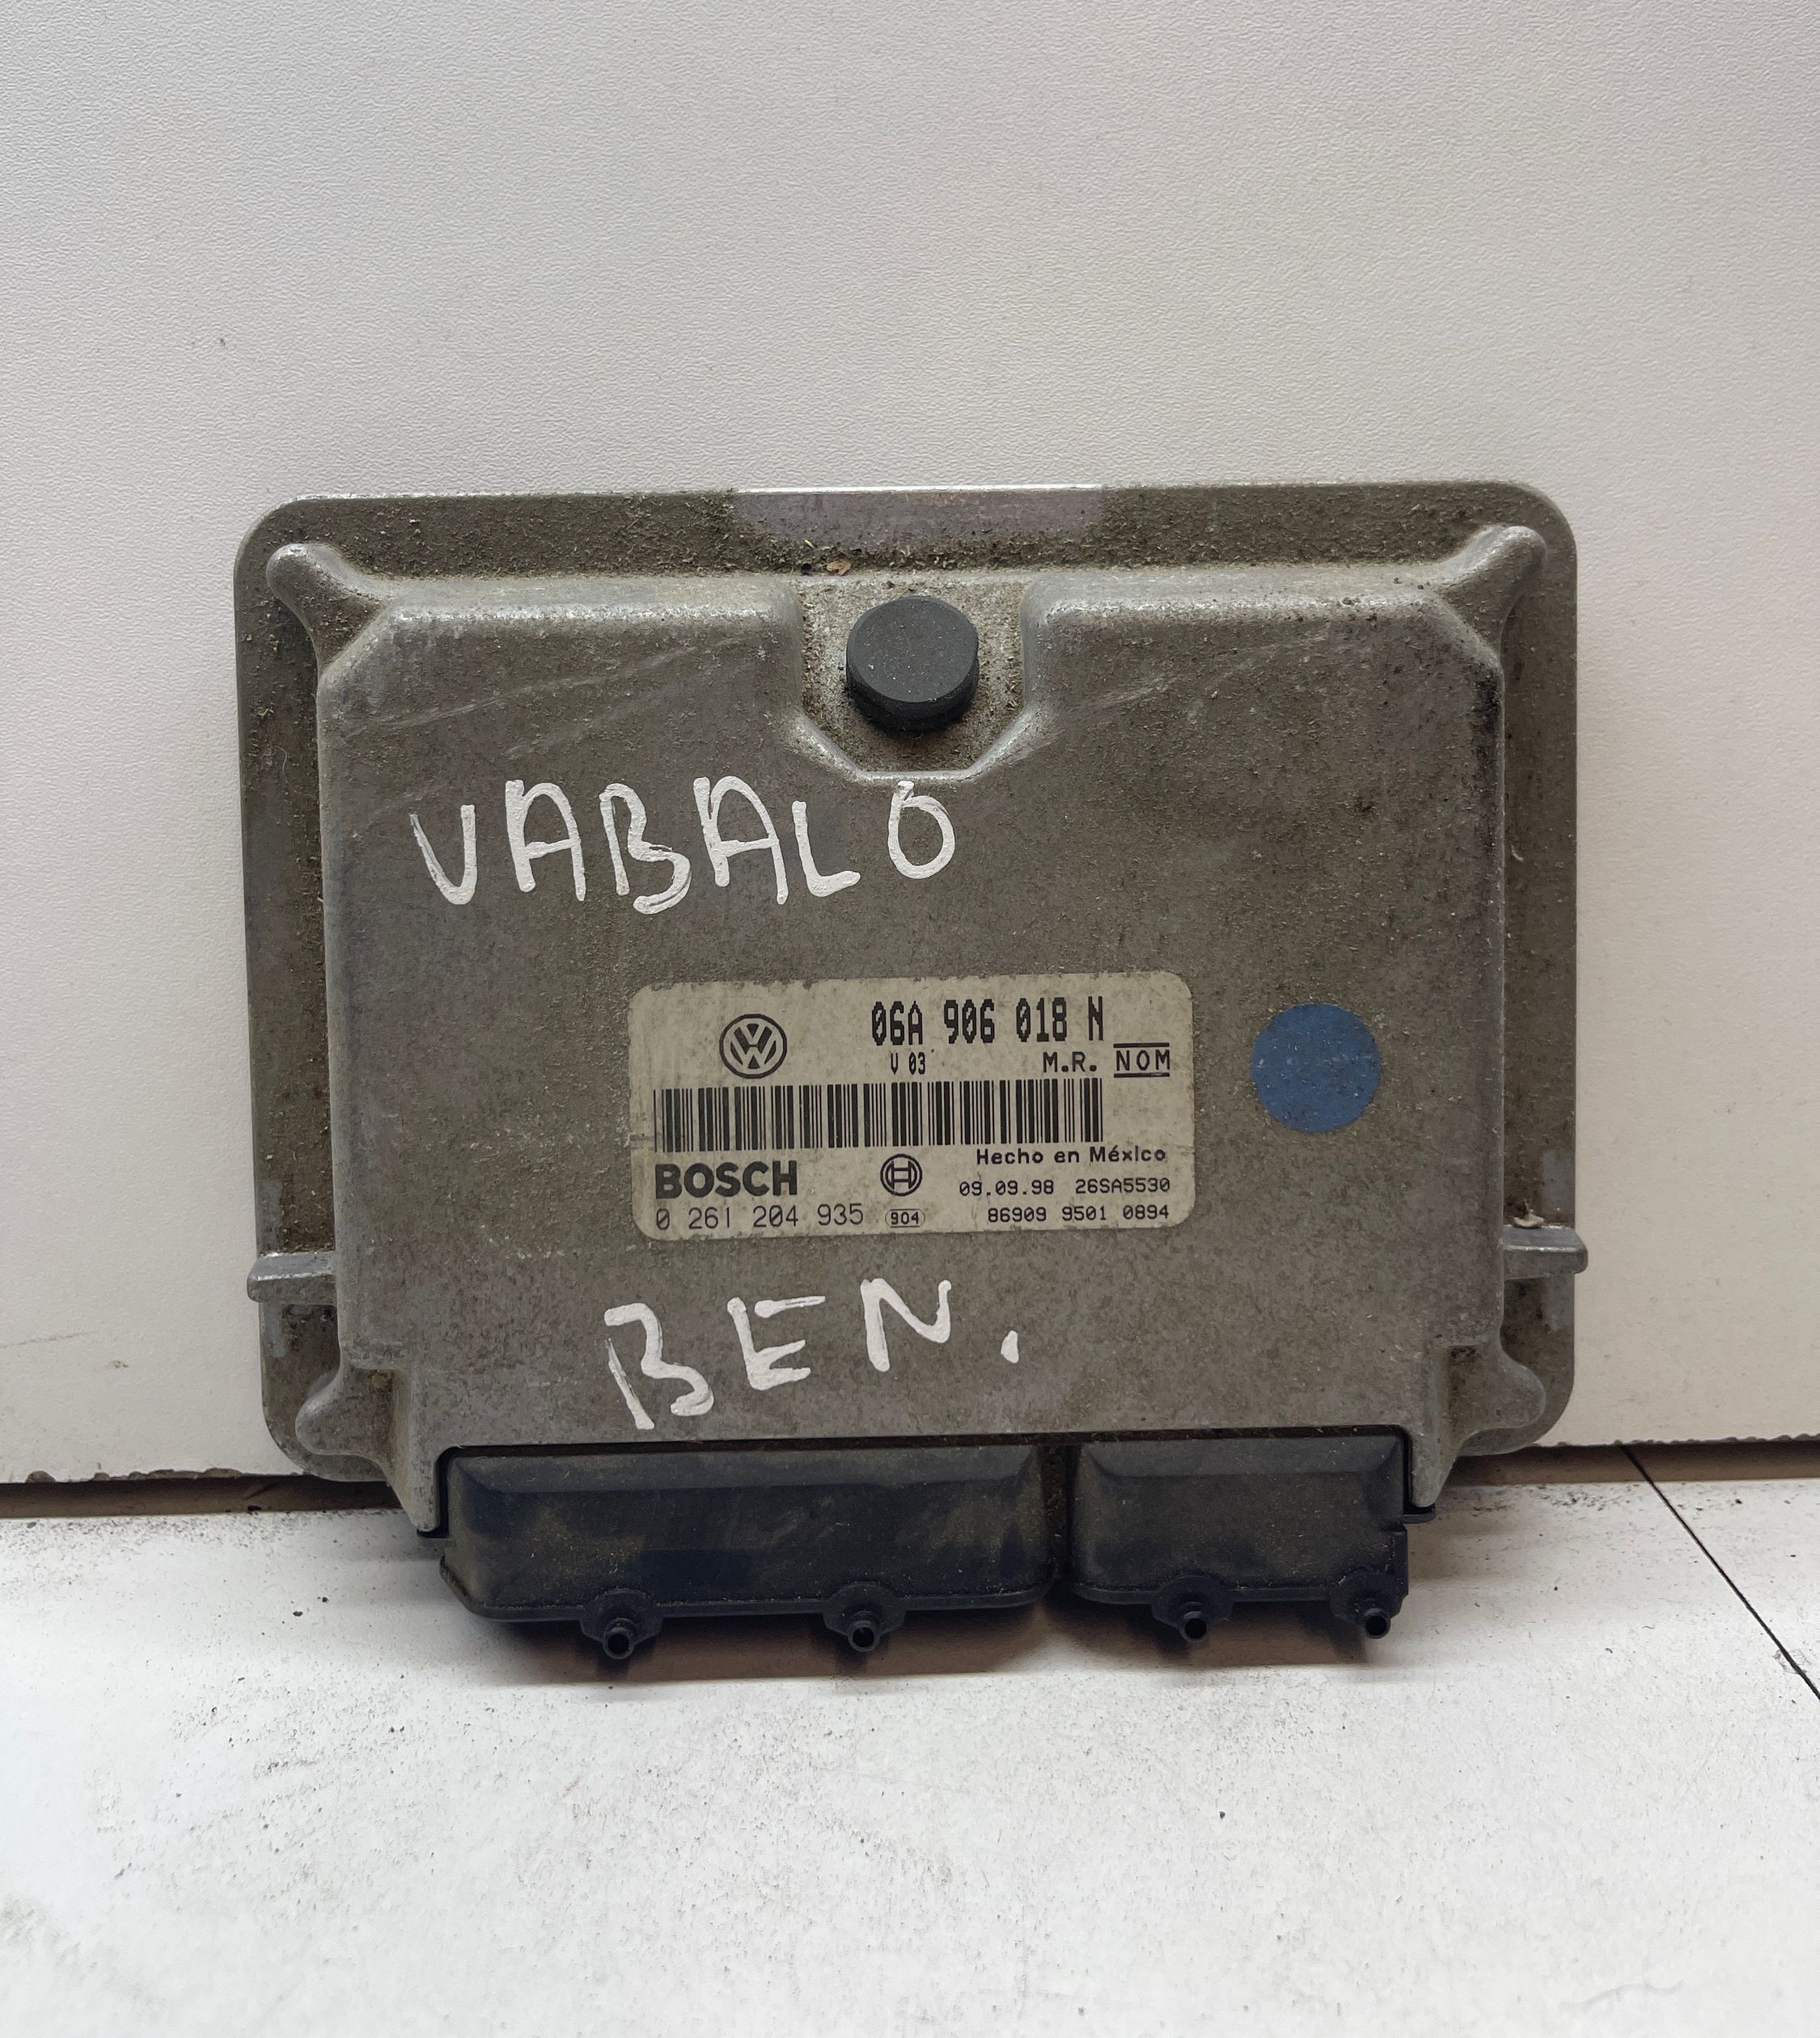 VABALO
06A 906 018 N
V 03 M.R. NOM
Hecho en México
BOSCH 09.09.98 26SA5530
0 261 204 935 904 86909 9501 0894
BEN.